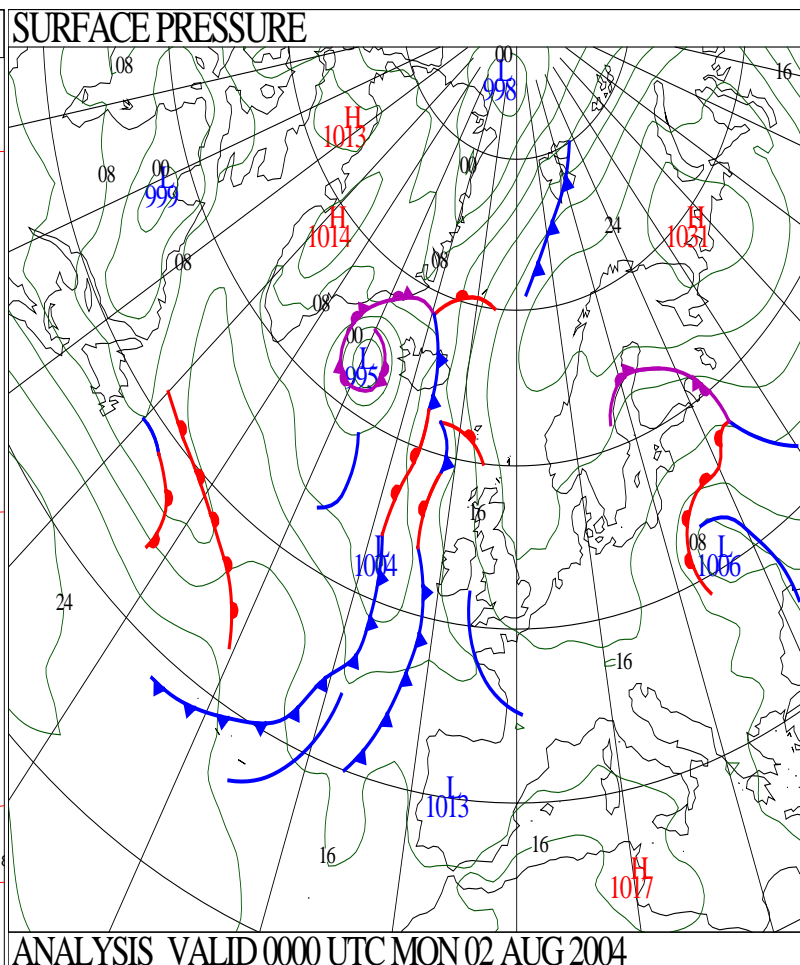 SURFACE PRESSURE
00
L
998
08
16
H
1013
08
00
L
999
00
H
1014
24
H
1031
08
08
08
00
L
995
16
L
1004
08
L
1006
24
16
L
1013
16
16
H
1017
ANALYSIS VALID 0000 UTC MON 02 AUG 2004